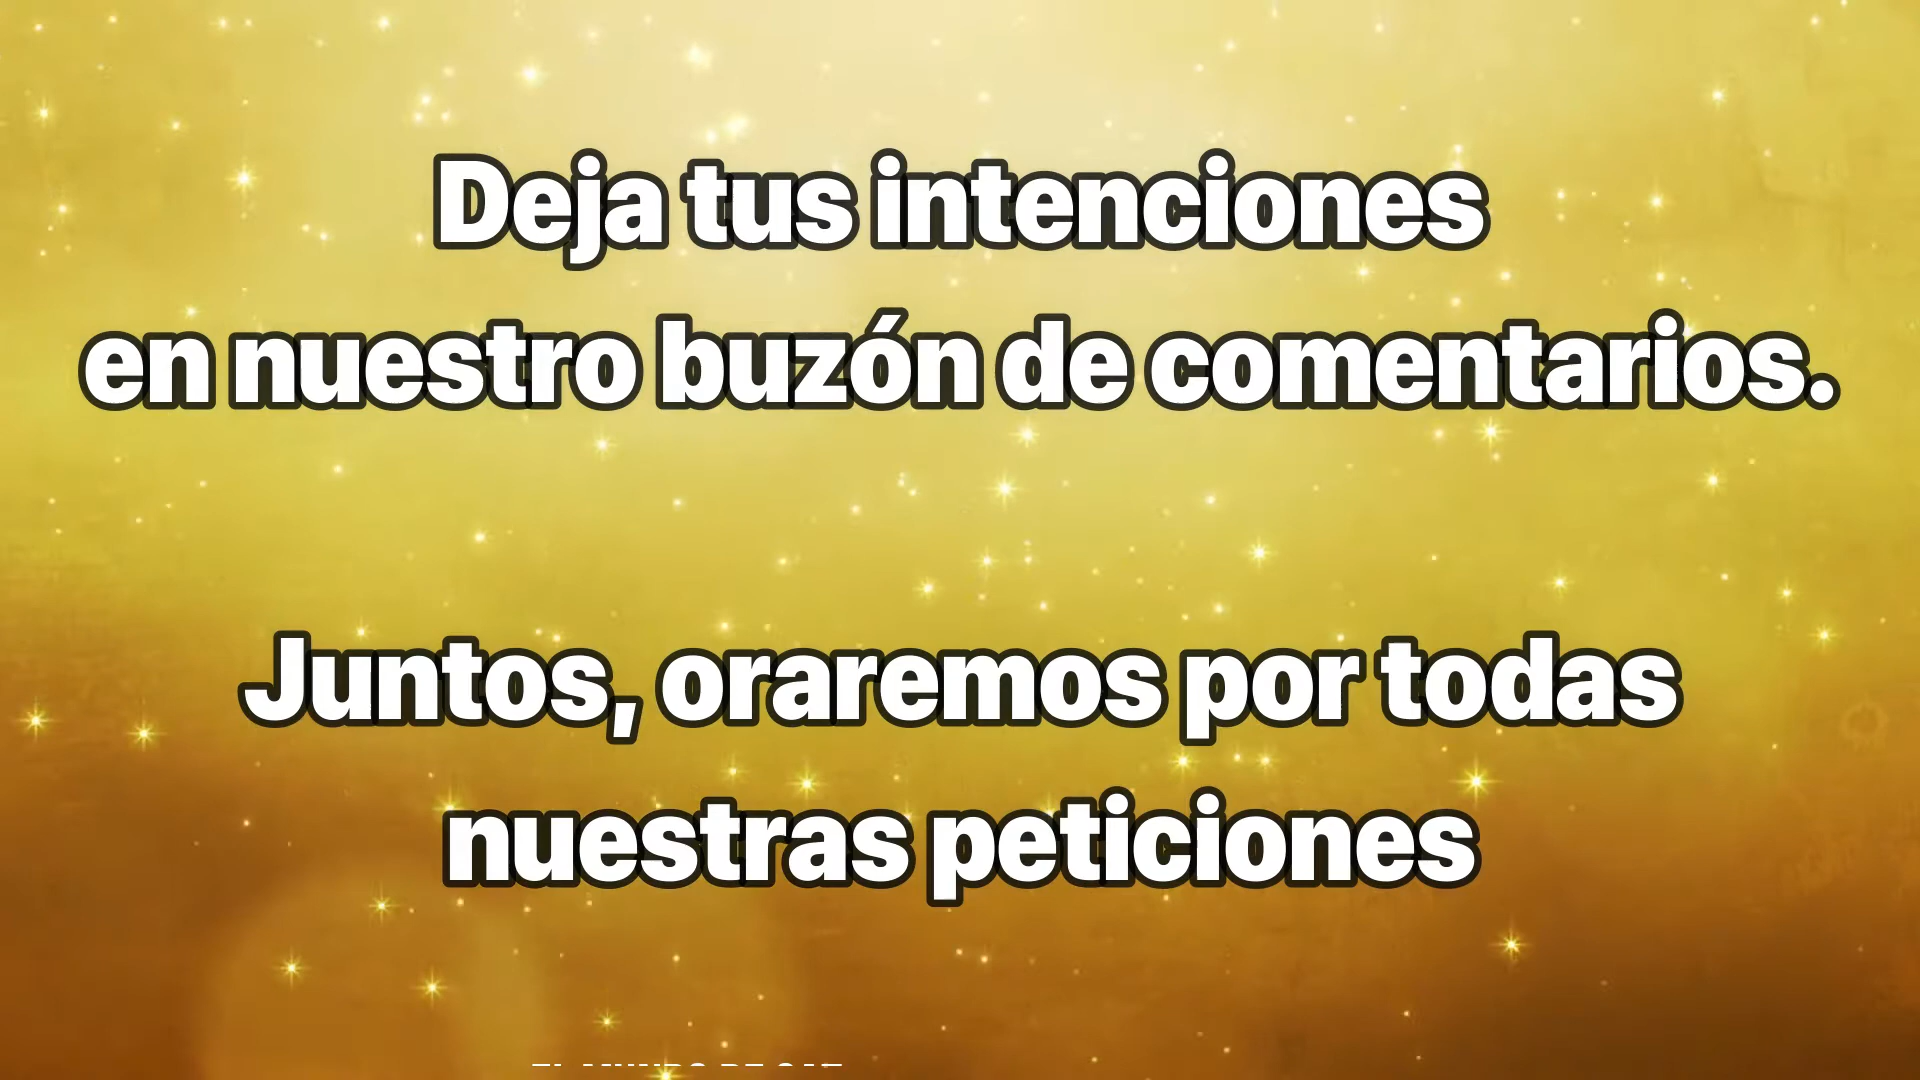 Deja tus intenciones
en nuestro buzón de comentarios.
Juntos, oraremos por todas
nuestras peticiones